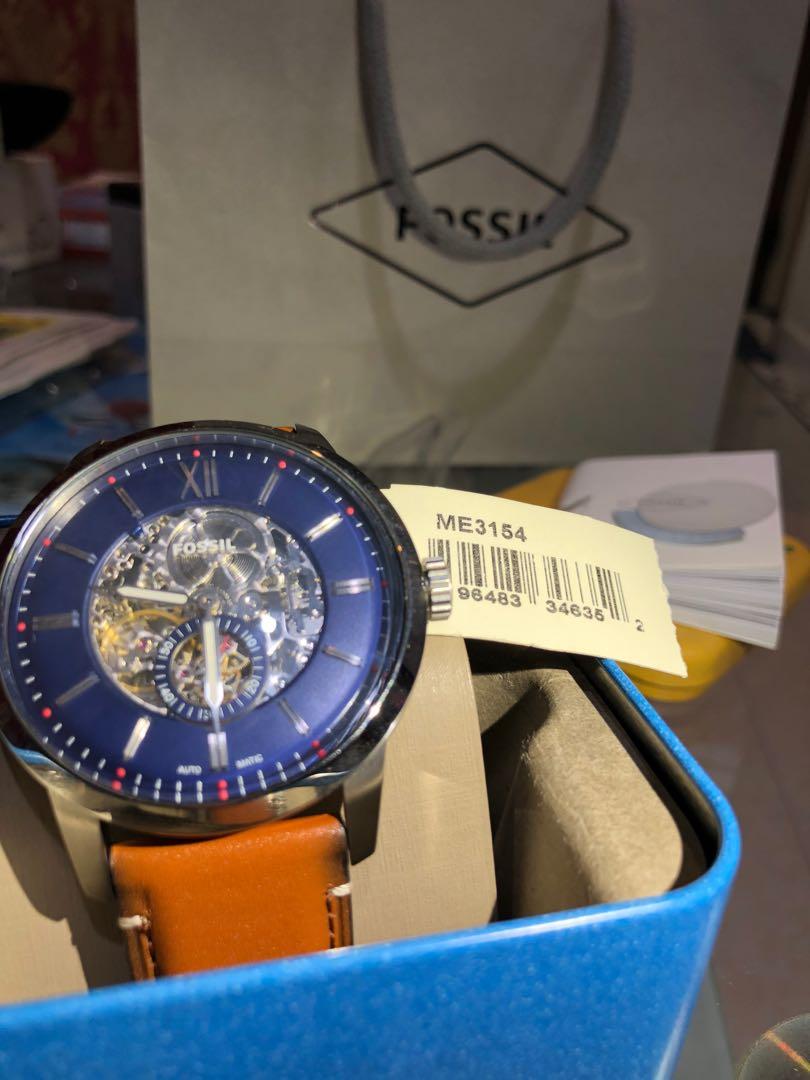 FOSSIL
XII
FOSSIL
AUTO MATIC
ME3154
96483 34635 2